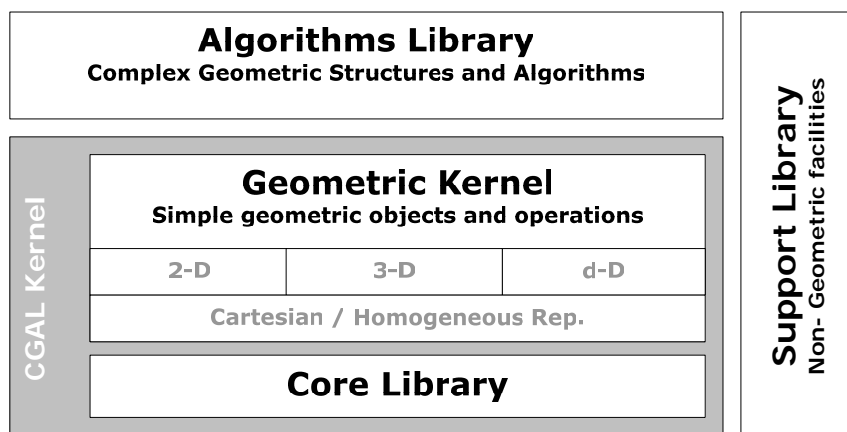 Algorithms Library
Complex Geometric Structures and Algorithms
CGAL Kernel
Geometric Kernel
Simple geometric objects and operations
2-D
3-D
d-D
Cartesian / Homogeneous Rep.
Core Library
Support Library
Non- Geometric facilities